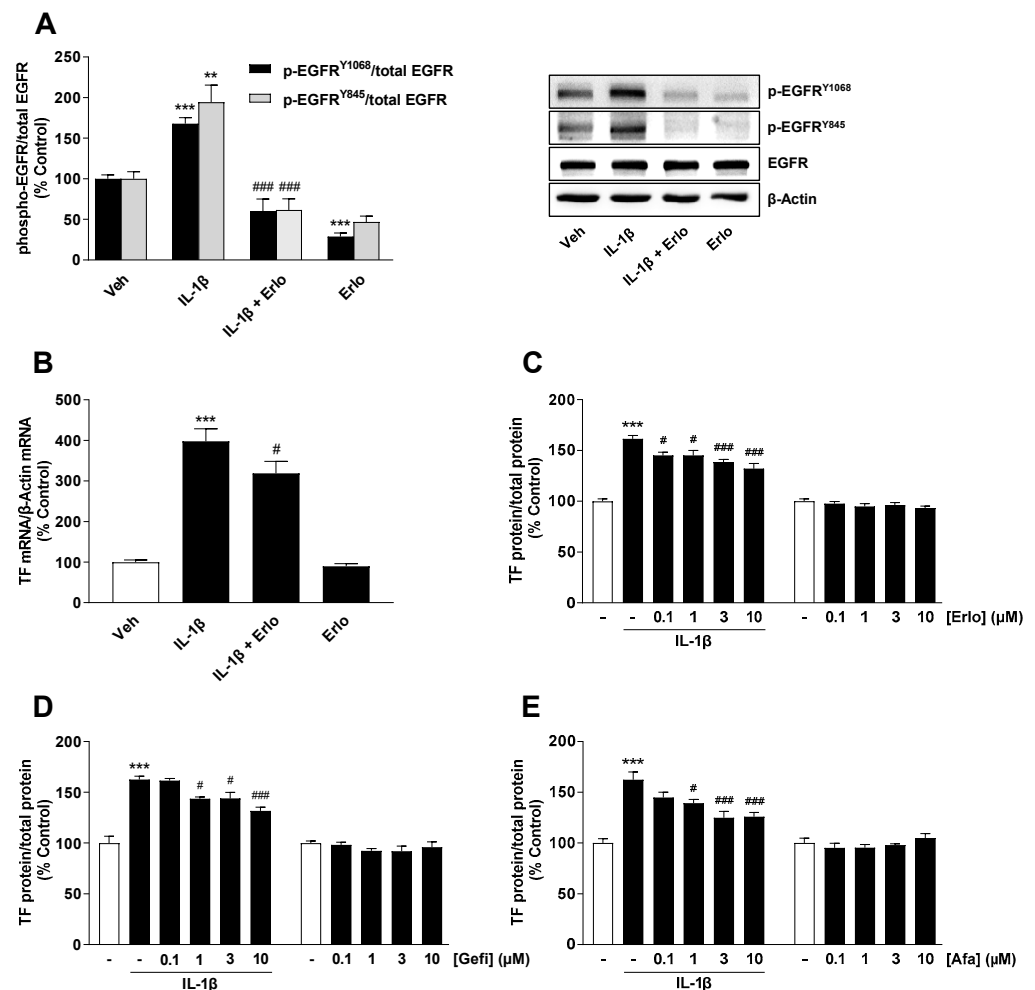 A
phospho-EGFR/total EGFR
(% Control)
250
200
150
100
50
0
***
**
###
###
***
p-EGFRY1068/total EGFR
p-EGFRY845/total EGFR
Veh
IL-1β
IL-1β + Erlo
Erlo
p-EGFRY1068
p-EGFRY845
EGFR
β-Actin
Veh
IL-1β
IL-1β + Erlo
Erlo
B
TF mRNA/β-Actin mRNA
(% Control)
500
400
300
200
100
0
***
#
Veh
IL-1β
IL-1β + Erlo
Erlo
C
TF protein/total protein
(% Control)
200
150
100
50
0
***
#
#
###
###
- - 0.1 1 3 10 - 0.1 1 3 10 [Erlo] (μM)
IL-1β
D
TF protein/total protein
(% Control)
200
150
100
50
0
***
#
#
###
- - 0.1 1 3 10 - 0.1 1 3 10 [Gefi] (μM)
IL-1β
E
TF protein/total protein
(% Control)
200
150
100
50
0
***
#
###
###
- - 0.1 1 3 10 - 0.1 1 3 10 [Afa] (μM)
IL-1β